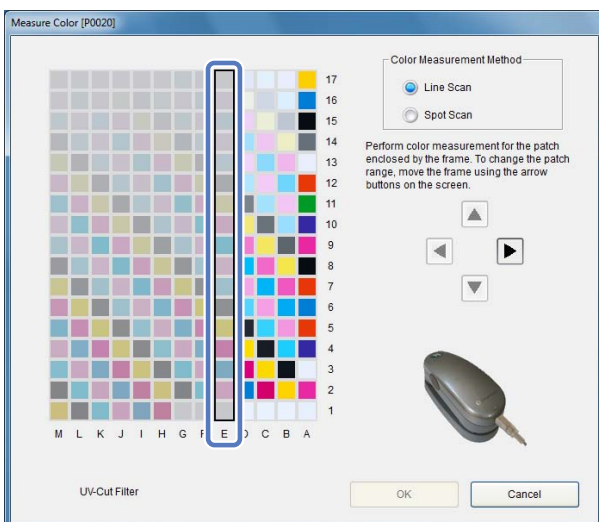 Measure Color [P0020]
Color Measurement Method
Line Scan
Spot Scan
Perform color measurement for the patch
enclosed by the frame. To change the patch
range, move the frame using the arrow
buttons on the screen.
17
16
15
14
13
12
11
10
9
8
7
6
5
4
3
2
1
M L K J I H G F E D C B A
UV-Cut Filter
OK
Cancel